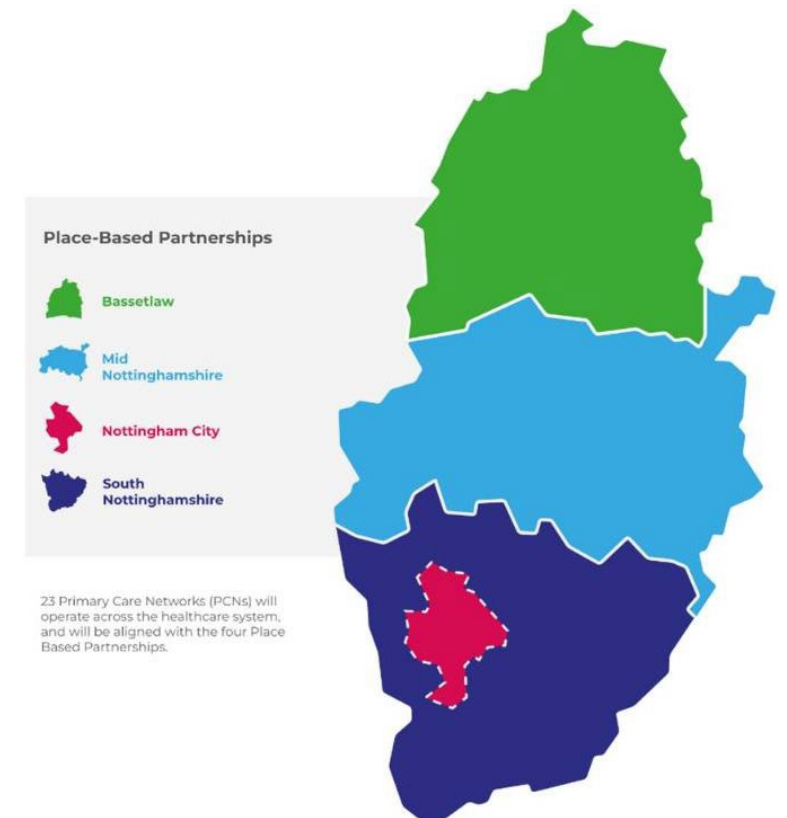 Place-Based Partnerships
Bassetlaw
Mid
Nottinghamshire
Nottingham City
South
Nottinghamshire
23 Primary Care Networks (PCNs) will
operate across the healthcare system,
and will be aligned with the four Place
Based Partnerships.